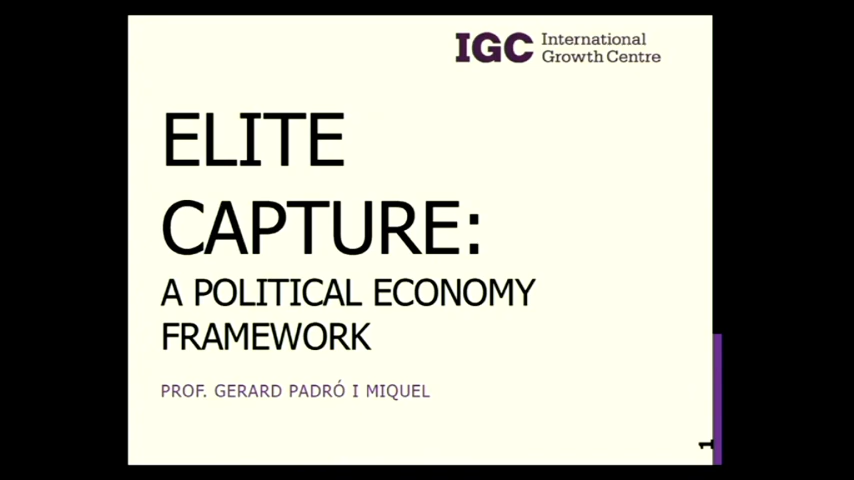 IGC International
Growth Centre
ELITE
CAPTURE:
A POLITICAL ECONOMY
FRAMEWORK
PROF. GERARD PADRÓ I MIQUEL
1